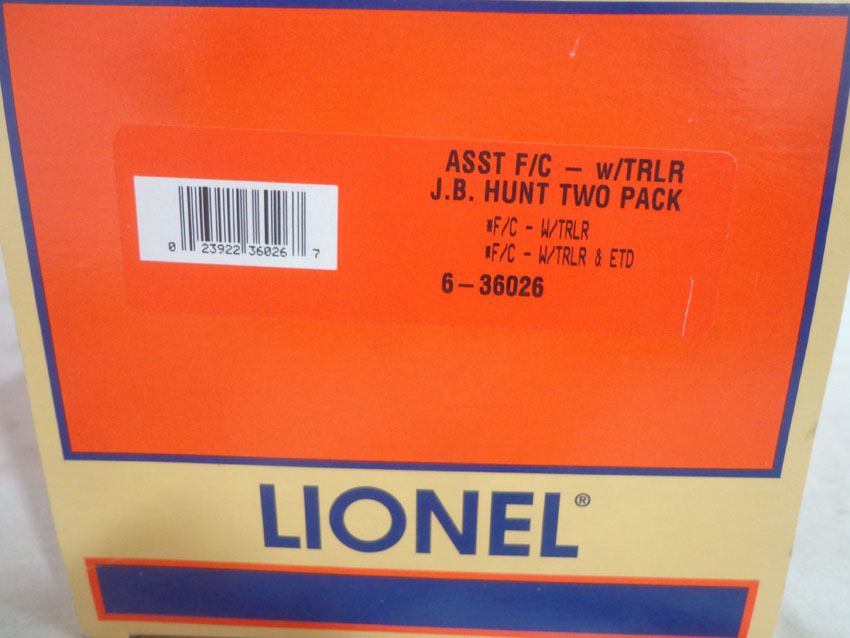 ASST F/C – w/TRLR
J.B. HUNT TWO PACK
*F/C - W/TRLR
*F/C - W/TRLR & ETD
6–36026
0 23922 36026 7
LIONEL®